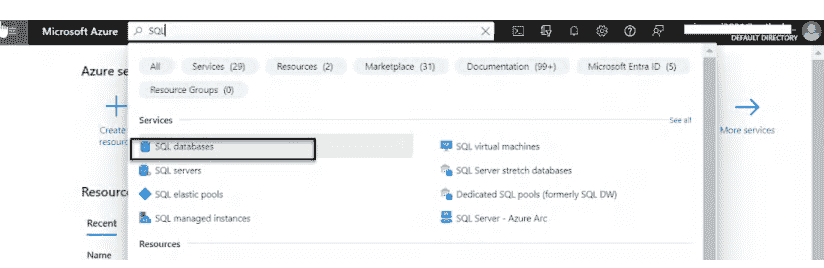 Microsoft Azure SQL
DEFAULT DIRECTORY
Azure se All Services (29) Resources (2) Marketplace (31) Documentation (99+) Microsoft Entra ID (5)
Resource Groups (0)
Services See all
Create SQL databases SQL virtual machines More services
resourc
SQL servers SQL Server stretch databases
Resourc SQL elastic pools Dedicated SQL pools (formerly SQL DW)
Recent SQL managed instances SQL Server - Azure Arc
Resources
Name